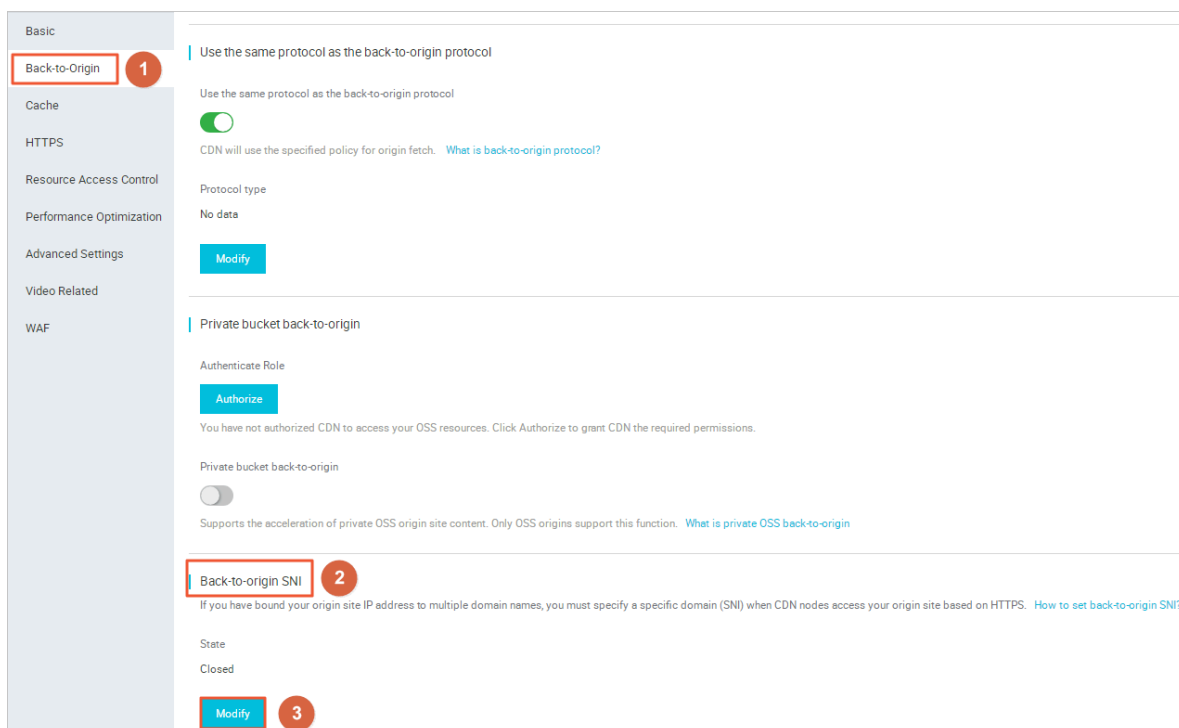 Basic
Back-to-Origin
1
Cache
HTTPS
Resource Access Control
Performance Optimization
Advanced Settings
Video Related
WAF
Use the same protocol as the back-to-origin protocol
Use the same protocol as the back-to-origin protocol
CDN will use the specified policy for origin fetch. What is back-to-origin protocol?
Protocol type
No data
Modify
Private bucket back-to-origin
Authenticate Role
Authorize
You have not authorized CDN to access your OSS resources. Click Authorize to grant CDN the required permissions.
Private bucket back-to-origin
Supports the acceleration of private OSS origin site content. Only OSS origins support this function. What is private OSS back-to-origin
Back-to-origin SNI
2
If you have bound your origin site IP address to multiple domain names, you must specify a specific domain (SNI) when CDN nodes access your origin site based on HTTPS. How to set back-to-origin SNI?
State
Closed
Modify
3